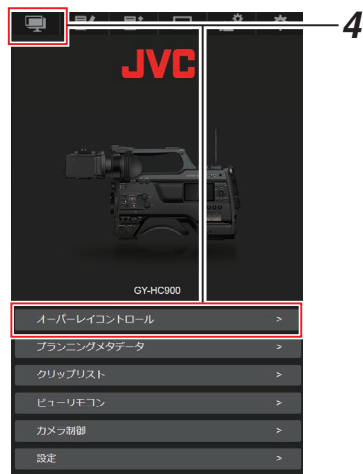 4
JVC
GY-HC900
オーバーレイコントロール >
プランニングメタデータ >
クリップリスト >
ビューリモコン >
カメラ制御 >
設定 >